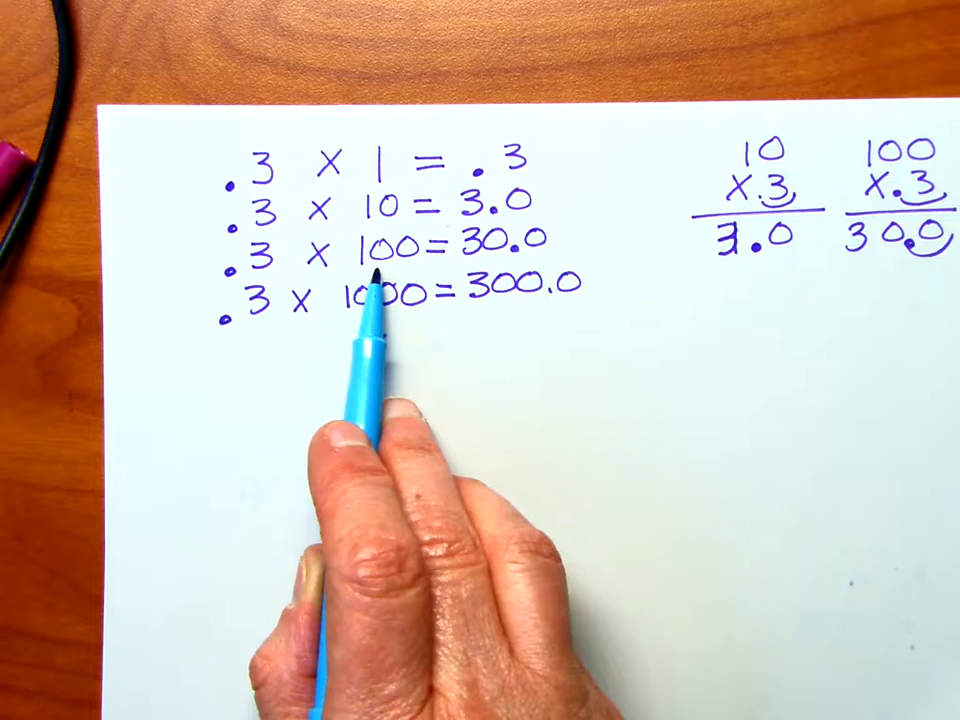 .3 x 1 = .3
.3 x 10 = 3.0
.3 x 100 = 30.0
.3 x 1000 = 300.0
10
x.3
3.0
100
x.3
30.0